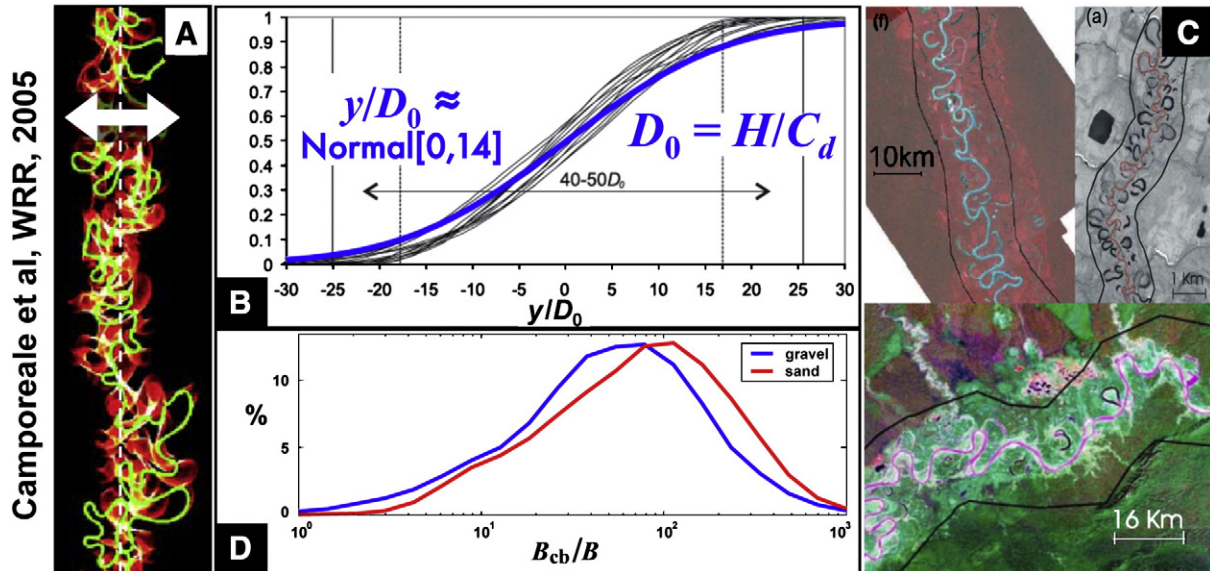 Camporeale et al, WRR, 2005
A
1
0.9
0.8
0.7
0.6
0.5
0.4
0.3
0.2
0.1
0
y/D₀ ≈
Normal[0,14]
D₀ = H/C_d
40-50D₀
-30 -25 -20 -15 -10 -5 0 5 10 15 20 25 30
y/D₀
B
gravel
sand
10
5
0
%
10⁰ 10¹ 10² 10³
B_cb/B
D
(f)
10km
(a)
C
1 Km
16 Km